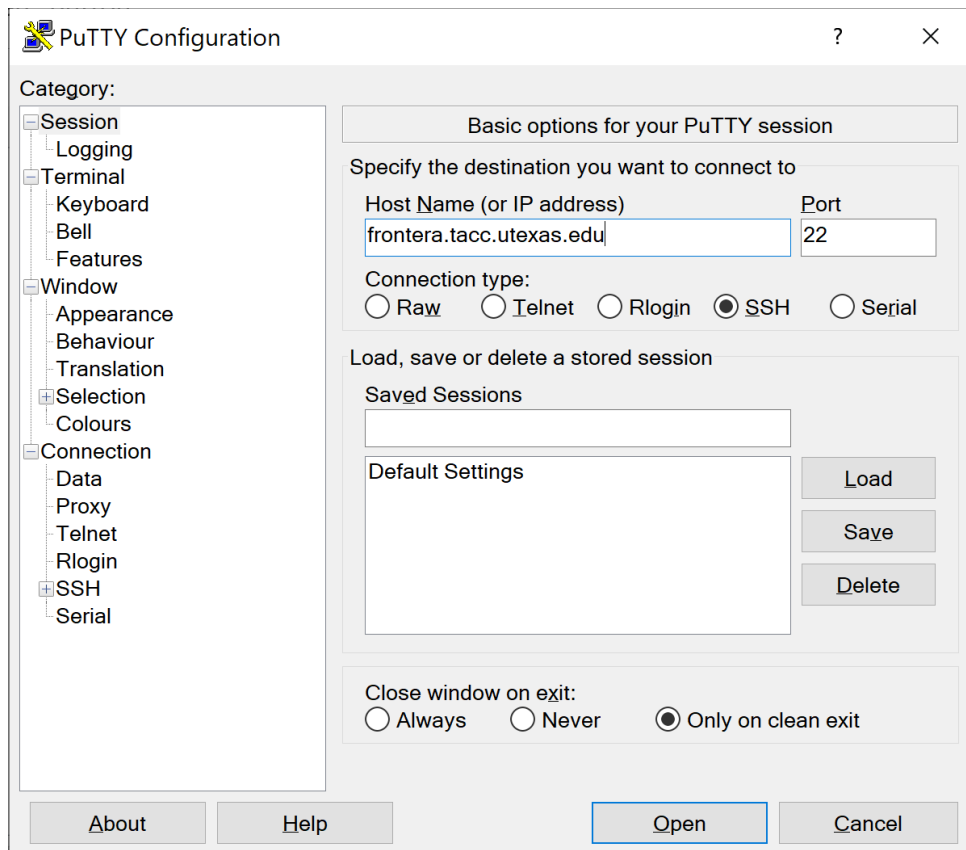 PuTTY Configuration
?
Category:
Session
Logging
Terminal
Keyboard
Bell
Features
Window
Appearance
Behaviour
Translation
Selection
Colours
Connection
Data
Proxy
Telnet
Rlogin
SSH
Serial
Basic options for your PuTTY session
Specify the destination you want to connect to
Host Name (or IP address) Port
frontera.tacc.utexas.edu 22
Connection type:
Raw Telnet Rlogin SSH Serial
Load, save or delete a stored session
Saved Sessions
Default Settings
Load
Save
Delete
Close window on exit:
Always Never Only on clean exit
About Help Open Cancel